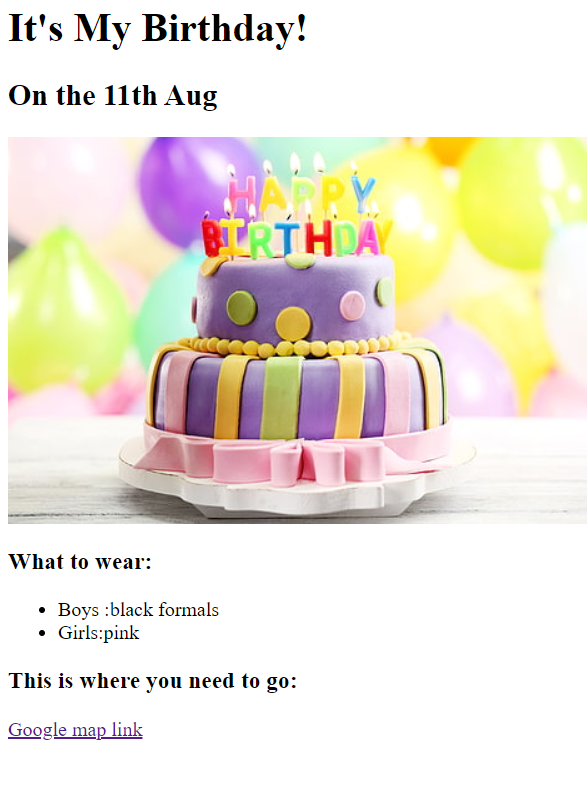 It's My Birthday!
On the 11th Aug
HAPPY
BIRTHDAY
What to wear:
Boys :black formals
Girls:pink
This is where you need to go:
Google map link